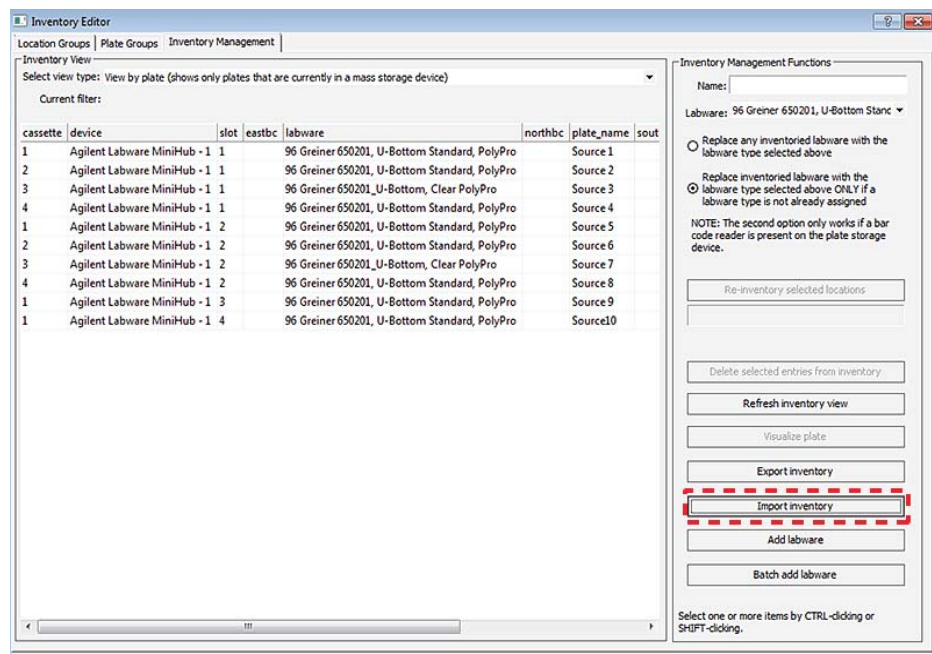 Inventory Editor
Location Groups Plate Groups Inventory Management
Inventory View
Select view type: View by plate (shows only plates that are currently in a mass storage device)
Current filter:
cassette device slot eastbc labware northbc plate_name sout
1 Agilent Labware MiniHub - 1 1 96 Greiner 650201, U-Bottom Standard, PolyPro Source 1
2 Agilent Labware MiniHub - 1 1 96 Greiner 650201, U-Bottom Standard, PolyPro Source 2
3 Agilent Labware MiniHub - 1 1 96 Greiner 650201_U-Bottom, Clear PolyPro Source 3
4 Agilent Labware MiniHub - 1 1 96 Greiner 650201, U-Bottom Standard, PolyPro Source 4
1 Agilent Labware MiniHub - 1 2 96 Greiner 650201, U-Bottom Standard, PolyPro Source 5
2 Agilent Labware MiniHub - 1 2 96 Greiner 650201, U-Bottom Standard, PolyPro Source 6
3 Agilent Labware MiniHub - 1 2 96 Greiner 650201_U-Bottom, Clear PolyPro Source 7
4 Agilent Labware MiniHub - 1 2 96 Greiner 650201, U-Bottom Standard, PolyPro Source 8
1 Agilent Labware MiniHub - 1 3 96 Greiner 650201, U-Bottom Standard, PolyPro Source 9
1 Agilent Labware MiniHub - 1 4 96 Greiner 650201, U-Bottom Standard, PolyPro Source10
Inventory Management Functions
Name:
Labware: 96 Greiner 650201, U-Bottom Stanc
Replace any inventoried labware with the
labware type selected above
Replace inventoried labware with the
labware type selected above ONLY if a
labware type is not already assigned
NOTE: The second option only works if a bar
code reader is present on the plate storage
device.
Re-inventory selected locations
Delete selected entries from inventory
Refresh inventory view
Visualize plate
Export inventory
Import inventory
Add labware
Batch add labware
Select one or more items by CTRL-clicking or
SHIFT-clicking.